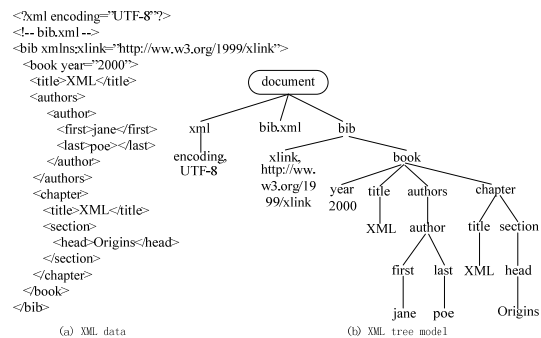 <?xml encoding=”UTF-8”?>
<!-- bib.xml -->
<bib xmlns;xlink=”http://ww.w3.org/1999/xlink”>
<book year=”2000”>
<title>XML</title>
<authors>
<author>
<first>jane</first>
<last>poe></last>
</author>
</authors>
<chapter>
<title>XML</title>
<section>
<head>Origins</head>
</section>
</chapter>
</book>
</bib>
(a) XML data
document
xml
bib.xml
bib
encoding,
UTF-8
xlink,
http://ww.
w3.org/19
99/xlink
book
year
2000
title
authors
chapter
XML
author
title
section
first
last
XML
head
jane
poe
Origins
(b) XML tree model